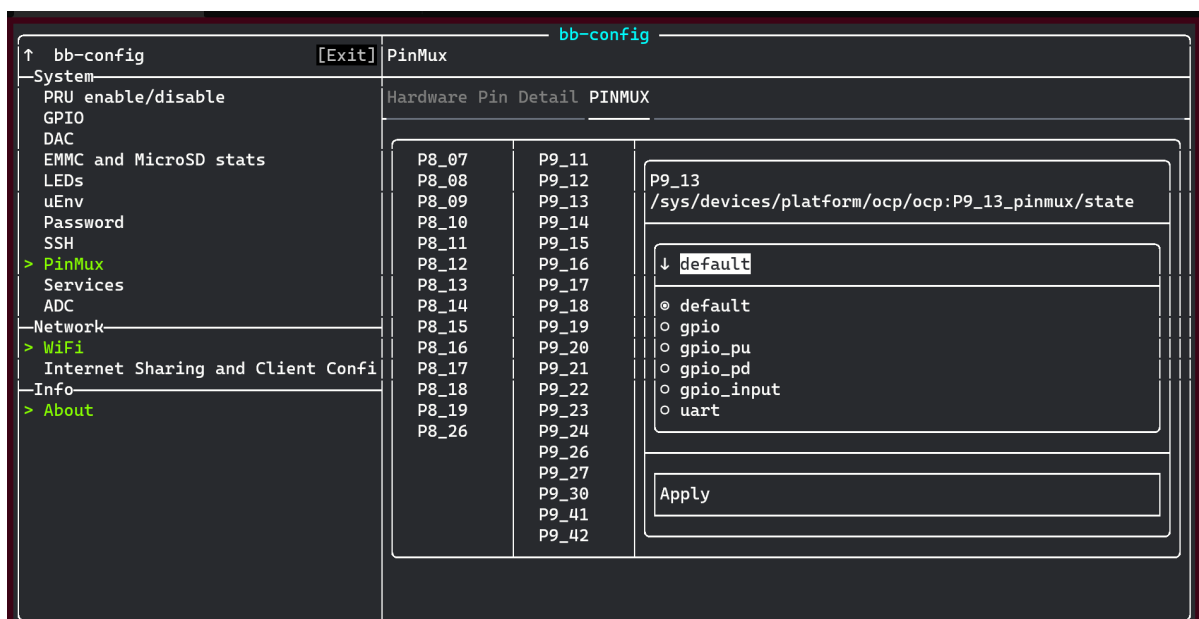 bb-config
↑ bb-config [Exit]
System
PRU enable/disable
GPIO
DAC
EMMC and MicroSD stats
LEDs
uEnv
Password
SSH
> PinMux
Services
ADC
Network
> WiFi
Internet Sharing and Client Confi
Info
> About
PinMux
Hardware Pin Detail PINMUX
P8_07
P8_08
P8_09
P8_10
P8_11
P8_12
P8_13
P8_14
P8_15
P8_16
P8_17
P8_18
P8_19
P8_26
P9_11
P9_12
P9_13
P9_14
P9_15
P9_16
P9_17
P9_18
P9_19
P9_20
P9_21
P9_22
P9_23
P9_24
P9_26
P9_27
P9_30
P9_41
P9_42
P9_13
/sys/devices/platform/ocp/ocp:P9_13_pinmux/state
↓ default
◉ default
○ gpio
○ gpio_pu
○ gpio_pd
○ gpio_input
○ uart
Apply